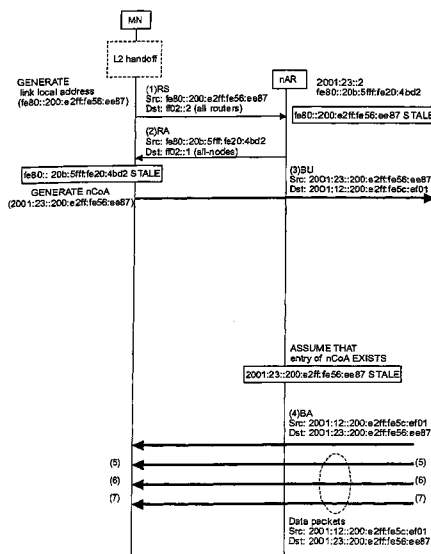 MN
L2 handoff
GENERATE
link local address
(fe80::200:e2ff:fe56:ee87)
(1)RS
Src: fe80::200:e2ff:fe56:ee87
Dst: ff02::2 (all routers)
nAR
2001:23::2
fe80::20b:5fff:fe20:4bd2
fe80::200:e2ff:fe56:ee87 STALE
(2)RA
Src: fe80::20b:5fff:fe20:4bd2
Dst: ff02::1 (all-nodes)
fe80:: 20b:5fff:fe20:4bd2 STALE
GENERATE nCoA
(2001:23::200:e2ff:fe56:ee87)
(3)BU
Src: 2001:23::200:e2ff:fe56:ee87
Dst: 2001:12::200:e2ff:fe5c:ef01
ASSUME THAT
entry of nCoA EXISTS
2001:23::200:e2ff:fe56:ee87 STALE
(4)BA
Src: 2001:12::200:e2ff:fe5c:ef01
Dst: 2001:23::200:e2ff:fe56:ee87
(5) (5)
(6) (6)
(7) (7)
Data packets
Src: 2001:12::200:e2ff:fe5c:ef01
Dst: 2001:23::200:e2ff:fe56:ee87